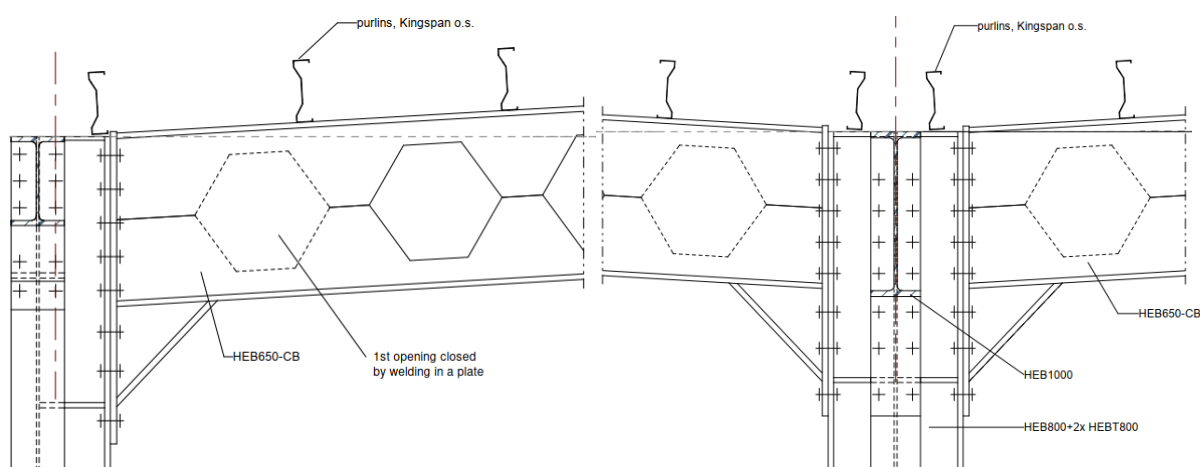 purlins, Kingspan o.s.
purlins, Kingspan o.s.
HEB650-CB
1st opening closed
by welding in a plate
HEB650-CB
HEB1000
HEB800+2x HEBT800